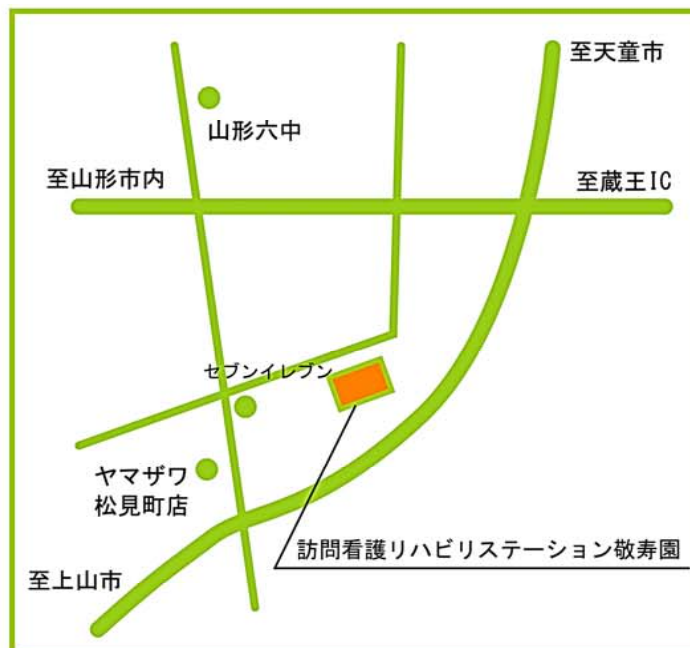 至天童市
山形六中
至山形市内
至蔵王IC
セブンイレブン
ヤマザワ
松見町店
訪問看護リハビリステーション敬寿園
至上山市